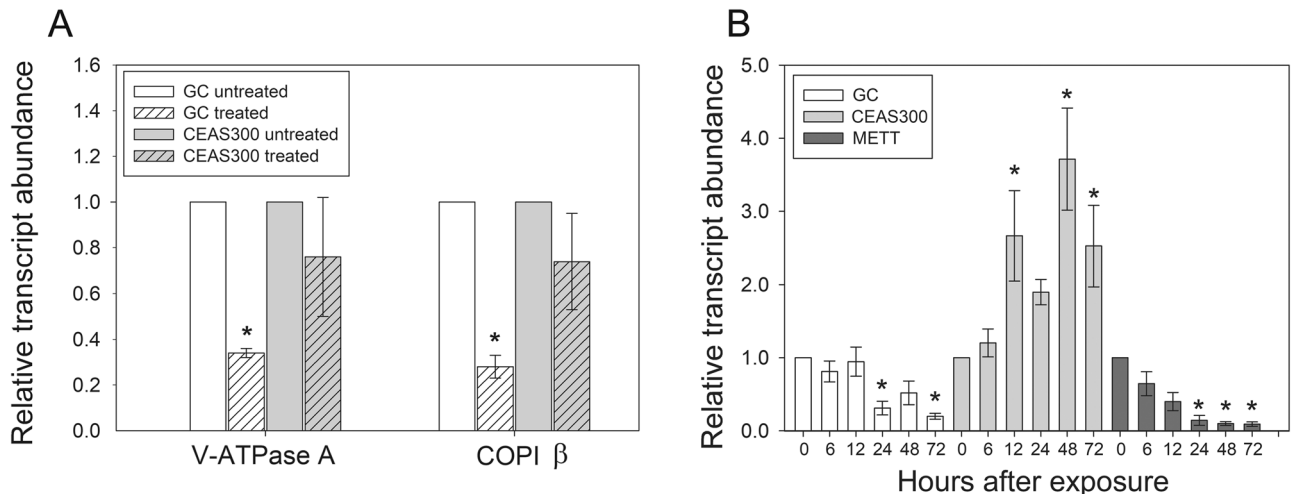 A
Relative transcript abundance
1.6
1.4
1.2
1.0
0.8
0.6
0.4
0.2
0.0
GC untreated
GC treated
CEAS300 untreated
CEAS300 treated
*
*
V-ATPase A
COPI β
B
Relative transcript abundance
5.0
4.0
3.0
2.0
1.0
0.0
GC
CEAS300
METT
* * * * * * * *
0 6 12 24 48 72 0 6 12 24 48 72 0 6 12 24 48 72
Hours after exposure